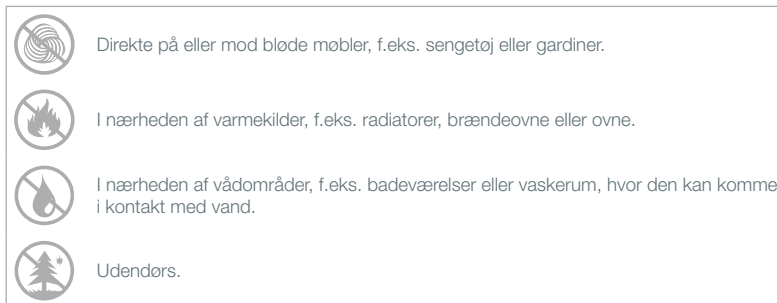 Direkte på eller mod bløde møbler, f.eks. sengetøj eller gardiner.
I nærheden af varmekilder, f.eks. radiatorer, brændeovne eller ovne.
I nærheden af vådområder, f.eks. badeværelser eller vaskerum, hvor den kan komme
i kontakt med vand.
Udendørs.